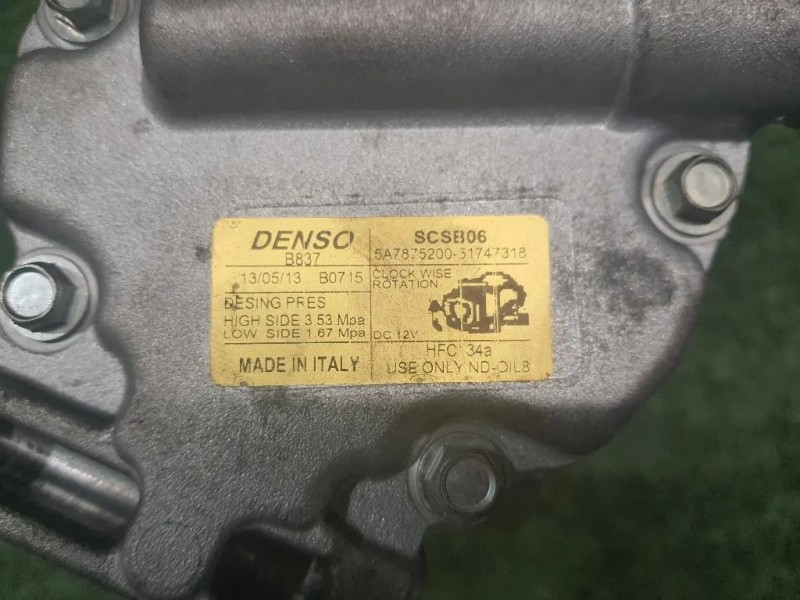 DENSO
B837
13/05/13 B0715
DESING PRES
HIGH SIDE 3.53 Mpa
LOW SIDE 1.67 Mpa
MADE IN ITALY
SCSB06
5A7875200-51747318
CLOCK WISE
ROTATION
DC 12V
HFC 34a
USE ONLY ND-OIL8